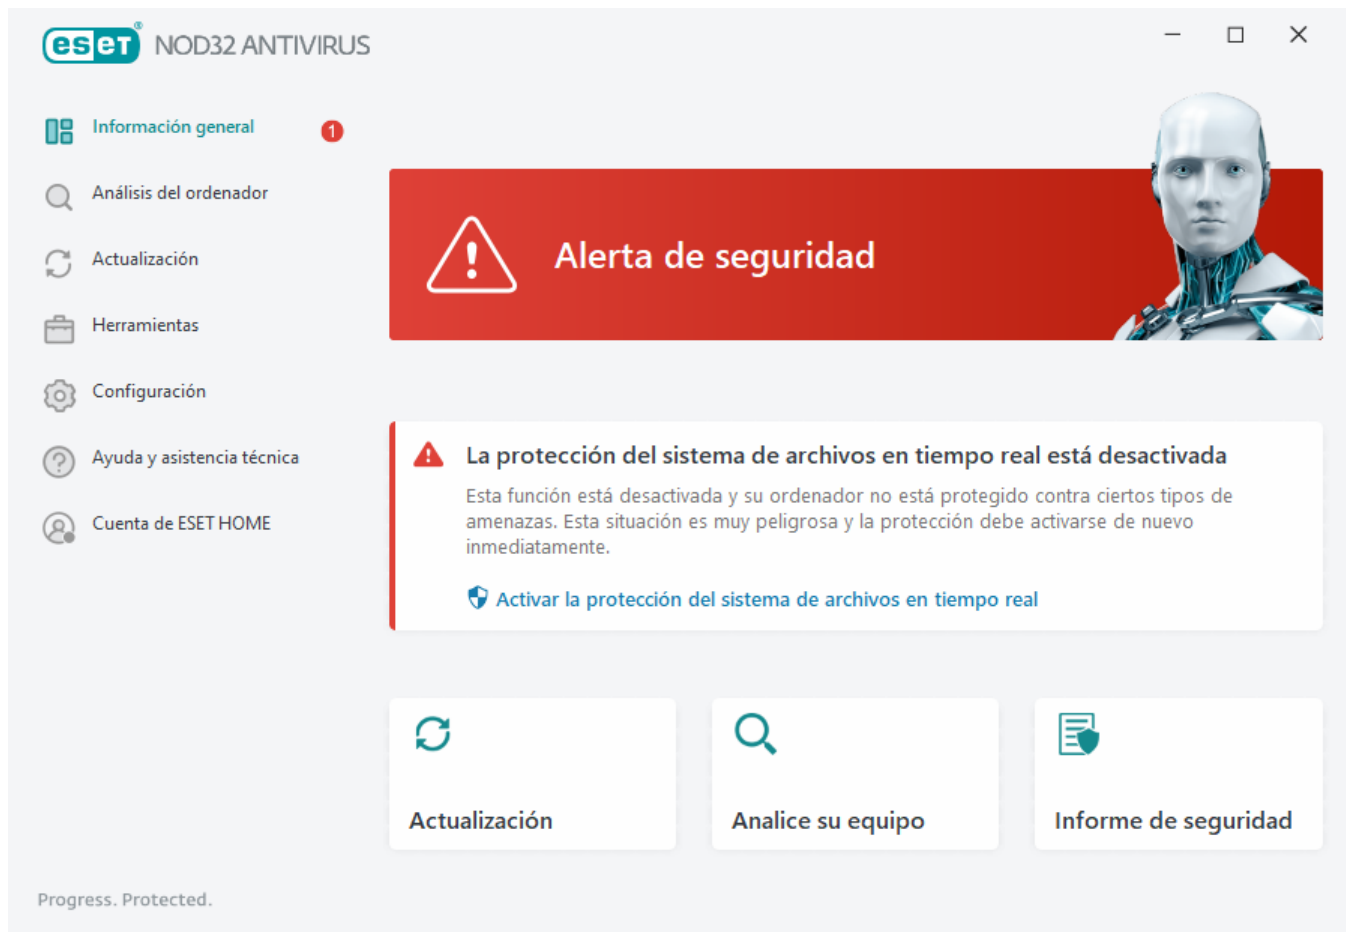 eset® NOD32 ANTIVIRUS
Información general 1
Análisis del ordenador
Actualización
Herramientas
Configuración
Ayuda y asistencia técnica
Cuenta de ESET HOME
Alerta de seguridad
La protección del sistema de archivos en tiempo real está desactivada
Esta función está desactivada y su ordenador no está protegido contra ciertos tipos de
amenazas. Esta situación es muy peligrosa y la protección debe activarse de nuevo
inmediatamente.
Activar la protección del sistema de archivos en tiempo real
Actualización
Analice su equipo
Informe de seguridad
Progress. Protected.